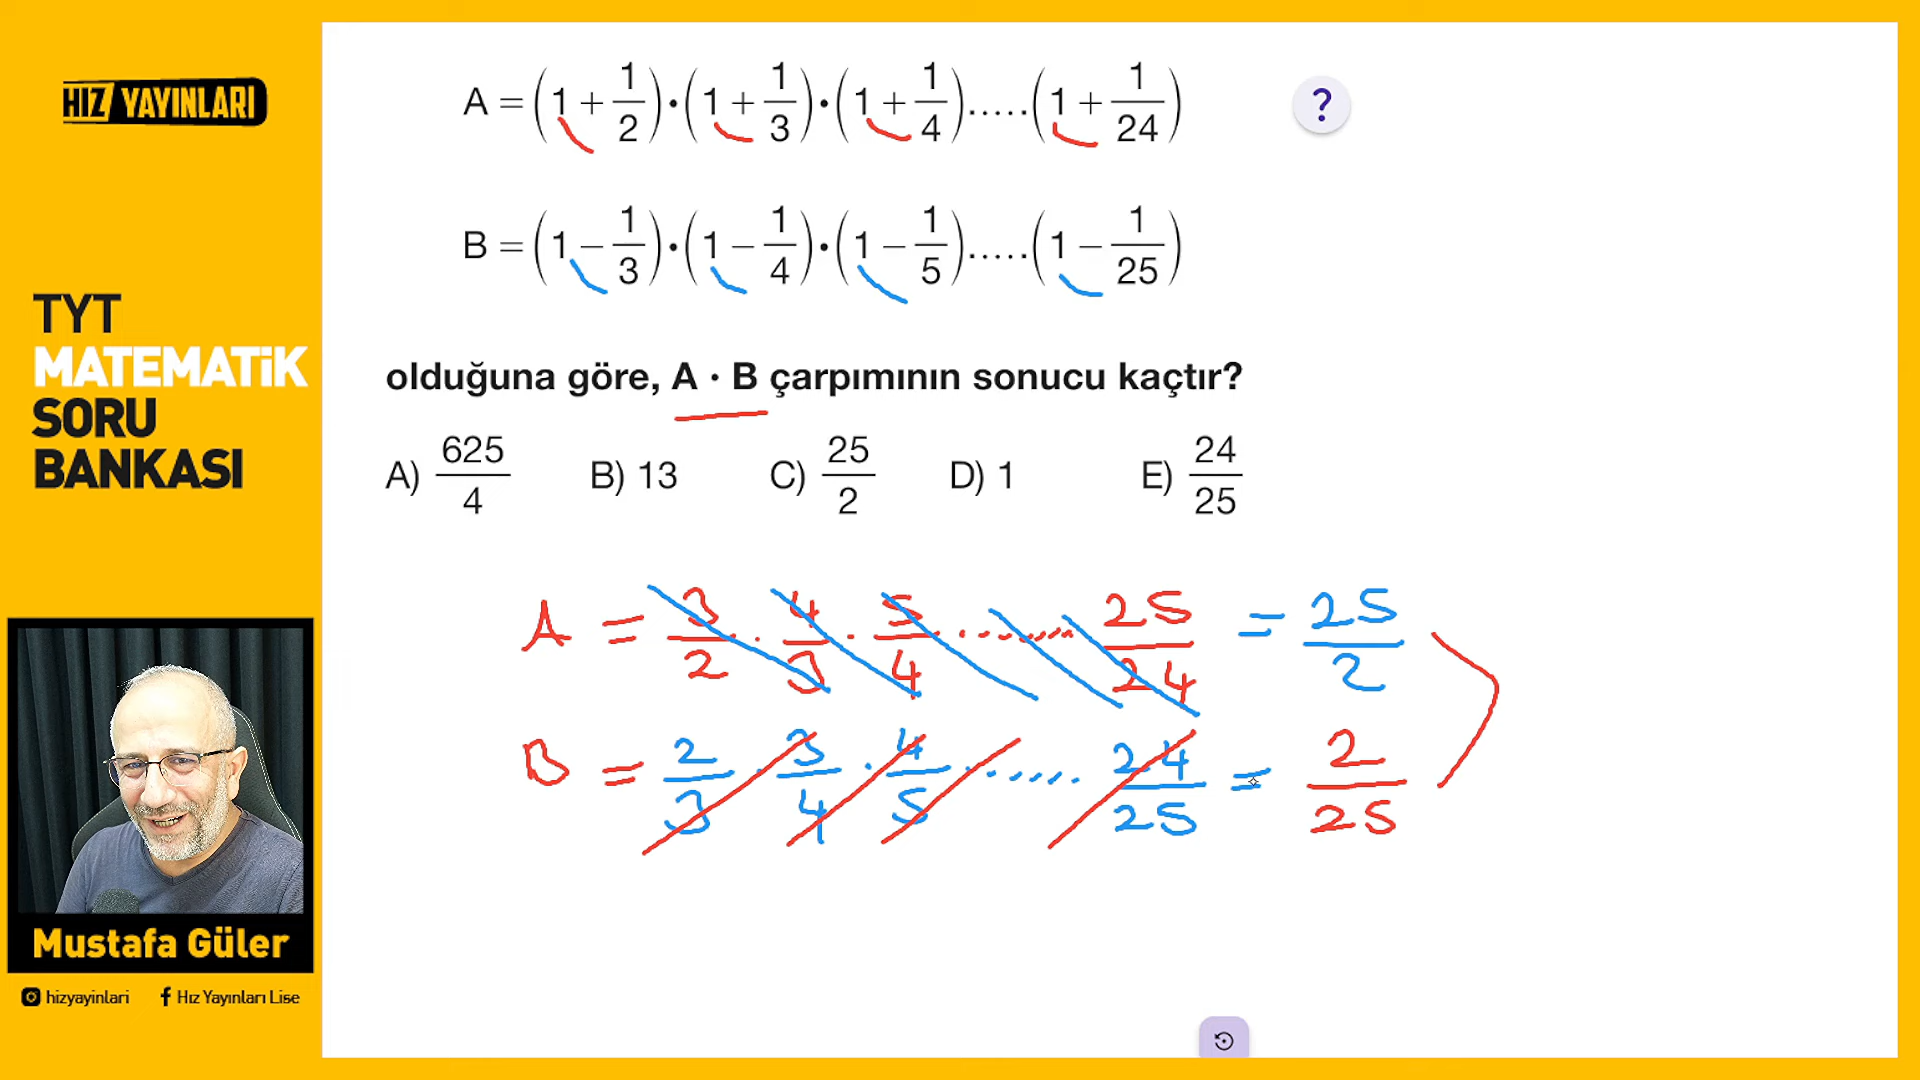 HIZ YAYINLARI
TYT
MATEMATİK
SORU
BANKASI
A = (1 + 1/2) • (1 + 1/3) • (1 + 1/4) ..... (1 + 1/24)
?
B = (1 − 1/3) • (1 − 1/4) • (1 − 1/5) ..... (1 − 1/25)
olduğuna göre, A · B çarpımının sonucu kaçtır?
A) 625/4 B) 13 C) 25/2 D) 1 E) 24/25
A = 3/2 . 4/3 . 5/4 ........ 25/24 = 25/2
B = 2/3 . 3/4 . 4/5 ....... 24/25 = 2/25
Mustafa Güler
hizyayinlari Hız Yayınları Lise